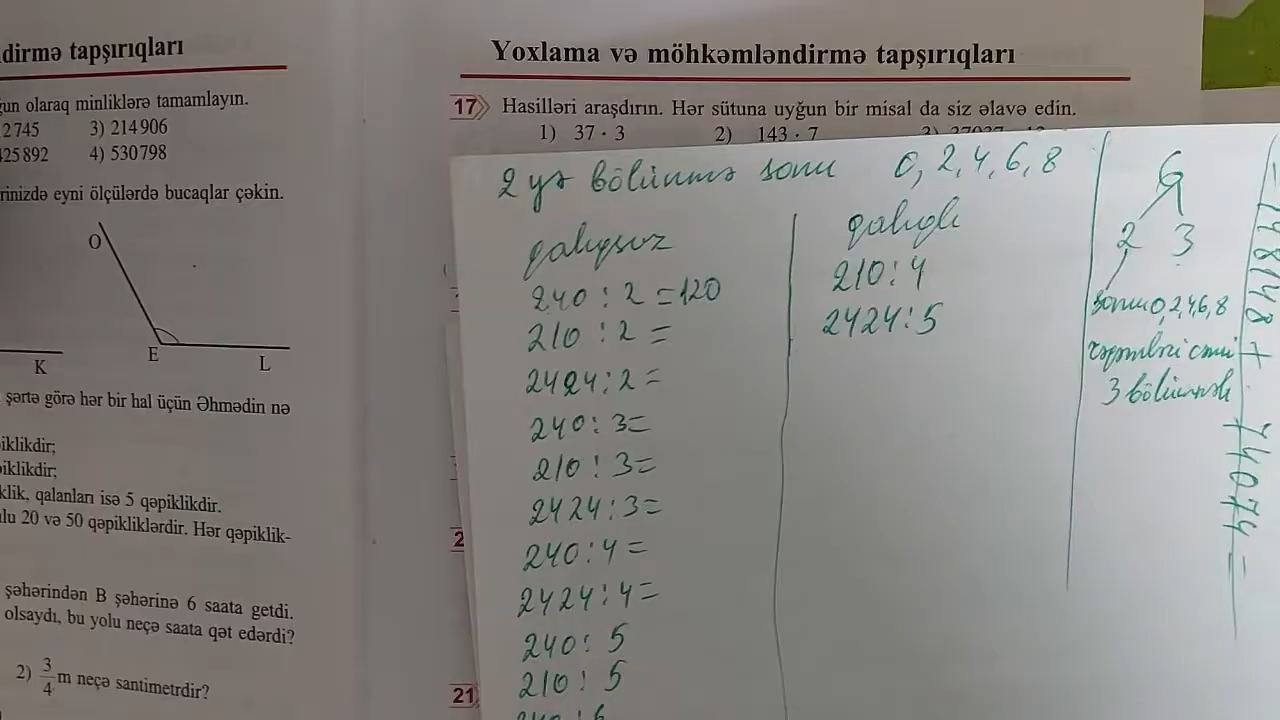 dirmə tapşırıqları
ğun olaraq minliklərə tamamlayın.
2745 3) 214906
425892 4) 530798
rinizdə eyni ölçülərdə bucaqlar çəkin.
O
E
K
L
şərtə görə hər bir hal üçün Əhmədin nə
iklikdir;
iklikdir;
klik, qalanları isə 5 qəpiklikdir.
ulu 20 və 50 qəpikliklərdir. Hər qəpiklik-
şəhərindən B şəhərinə 6 saata getdi.
olsaydı, bu yolu neçə saata qət edərdi?
2) 3/4 m neçə santimetrdir?
Yoxlama və möhkəmləndirmə tapşırıqları
17 Hasilləri araşdırın. Hər sütuna uyğun bir misal da siz əlavə edin.
1) 37 · 3 2) 143 · 7
2 yə bölünmə sonu 0, 2, 4, 6, 8
qalıqsız
240 : 2 = 120
210 : 2 =
2424 : 2 =
240 : 3 =
210 : 3 =
2424 : 3 =
240 : 4 =
2424 : 4 =
240 : 5
210 : 5
240 : 6
qalıqlı
210 : 4
2424 : 5
6
2 3
sonu 0, 2, 4, 6, 8
rəqəmləri cəmi
3 bölünməli
74074 =
= 148148 +
21